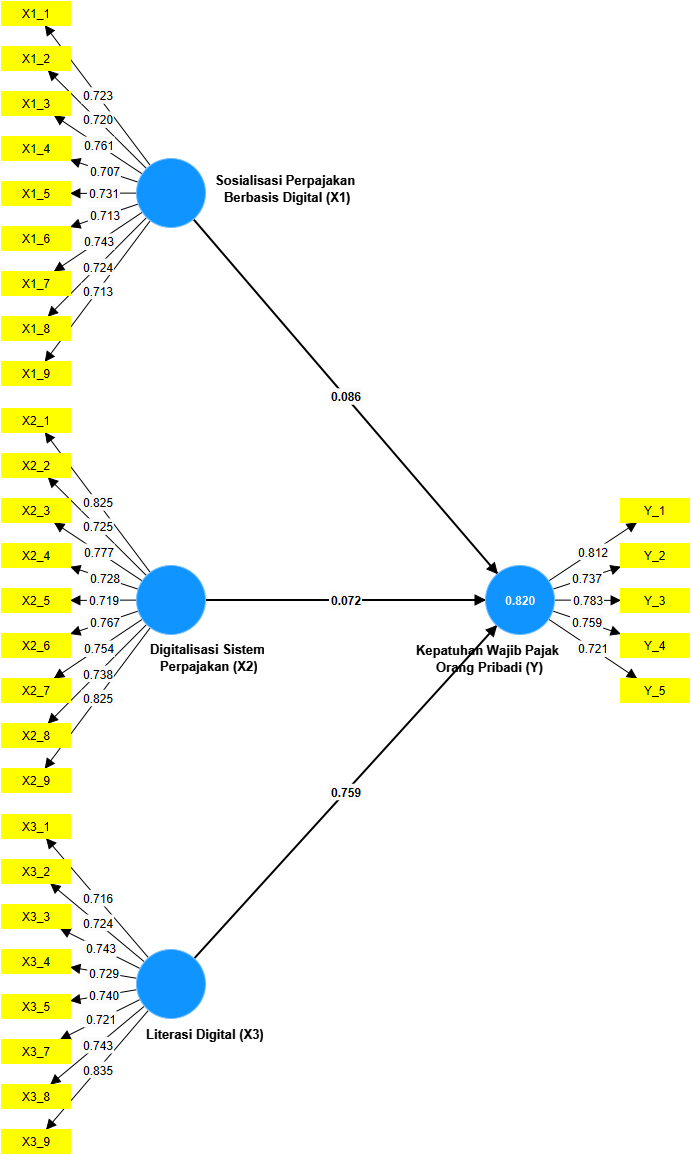 X1_1
X1_2
X1_3
X1_4
X1_5
X1_6
X1_7
X1_8
X1_9
0.723
0.720
0.761
0.707
0.731
0.713
0.743
0.724
0.713
Sosialisasi Perpajakan
Berbasis Digital (X1)
0.086
X2_1
X2_2
X2_3
X2_4
X2_5
X2_6
X2_7
X2_8
X2_9
0.825
0.725
0.777
0.728
0.719
0.767
0.754
0.738
0.825
Digitalisasi Sistem
Perpajakan (X2)
0.072
0.820
Kepatuhan Wajib Pajak
Orang Pribadi (Y)
0.812
0.737
0.783
0.759
0.721
Y_1
Y_2
Y_3
Y_4
Y_5
0.759
X3_1
X3_2
X3_3
X3_4
X3_5
X3_7
X3_8
X3_9
0.716
0.724
0.743
0.729
0.740
0.721
0.743
0.835
Literasi Digital (X3)